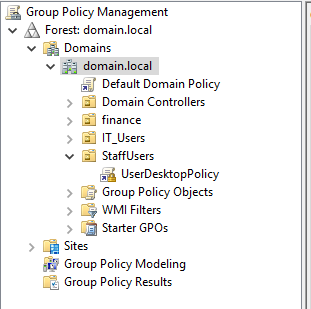 Group Policy Management
Forest: domain.local
Domains
domain.local
Default Domain Policy
Domain Controllers
finance
IT_Users
StaffUsers
UserDesktopPolicy
Group Policy Objects
WMI Filters
Starter GPOs
Sites
Group Policy Modeling
Group Policy Results